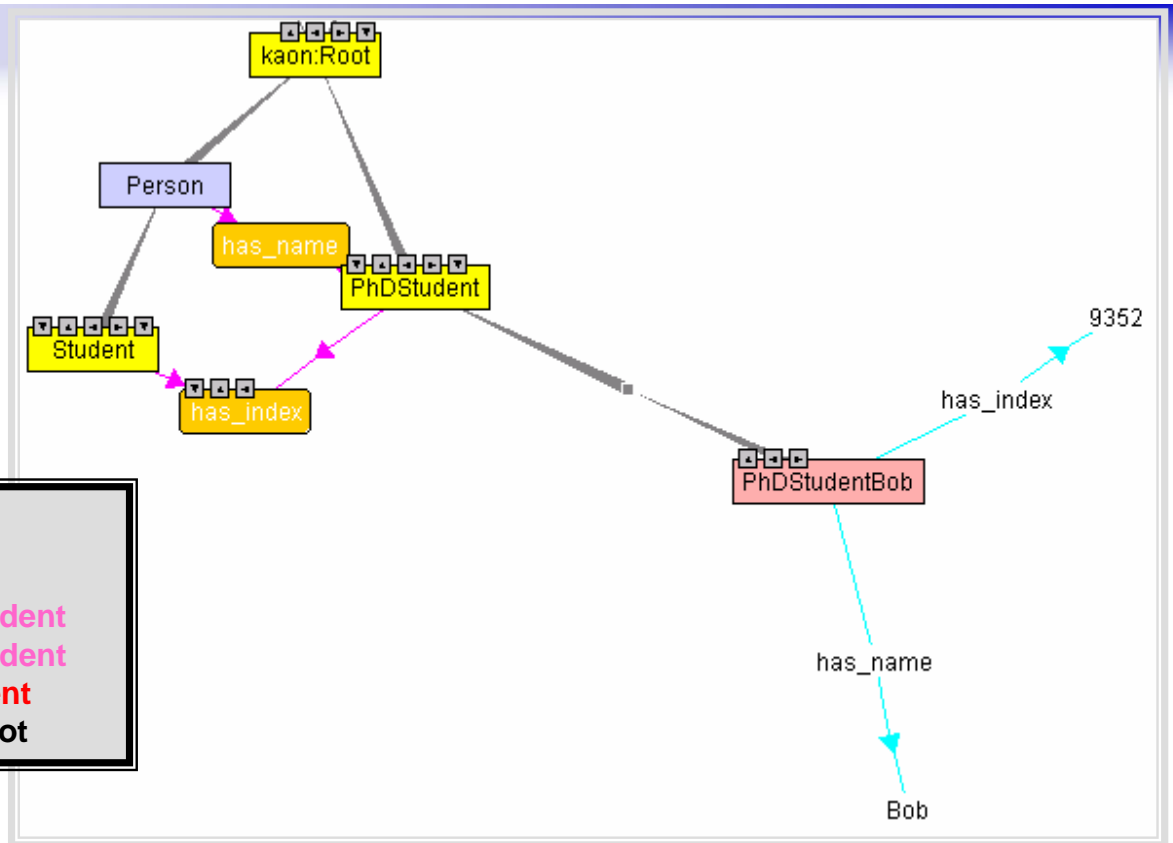 kaon:Root
Person
has_name
PhDStudent
Student
has_index
9352
has_index
PhDStudentBob
dent
dent
nt
ot
has_name
Bob